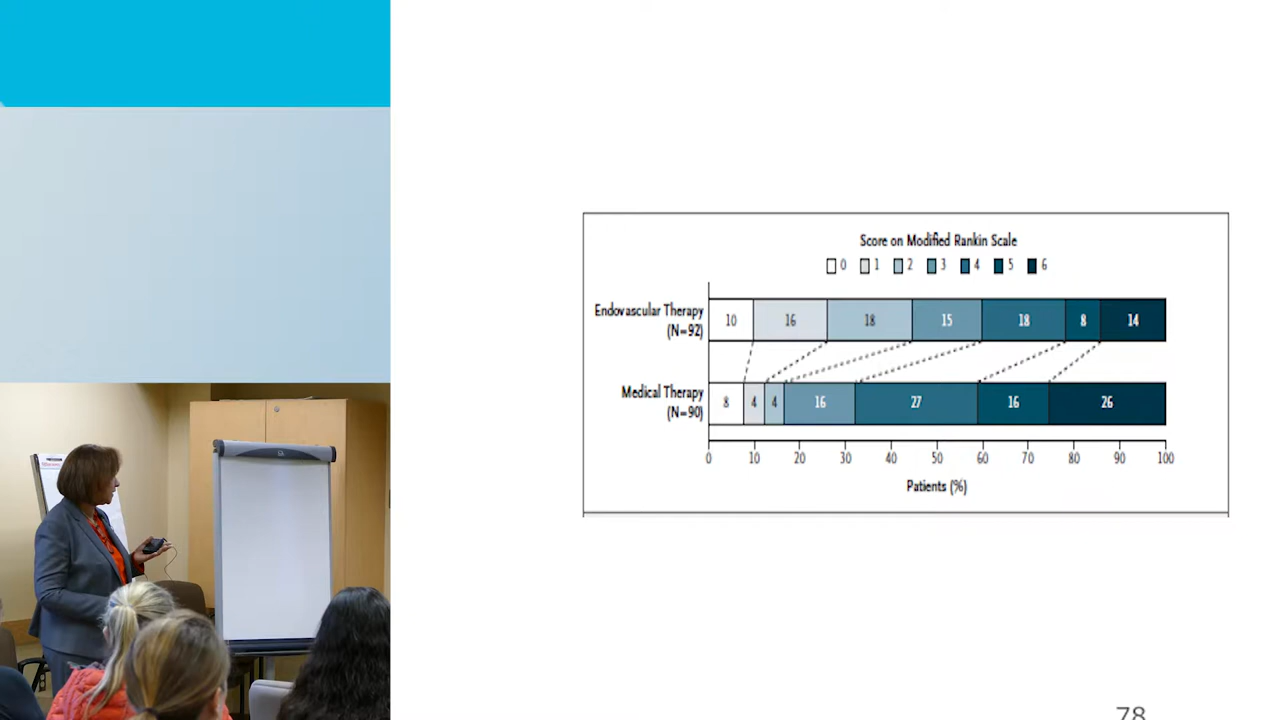 Score on Modified Rankin Scale
0 1 2 3 4 5 6
Endovascular Therapy
(N=92)
10 16 18 15 18 8 14
Medical Therapy
(N=90)
8 4 4 16 27 16 26
0 10 20 30 40 50 60 70 80 90 100
Patients (%)
78